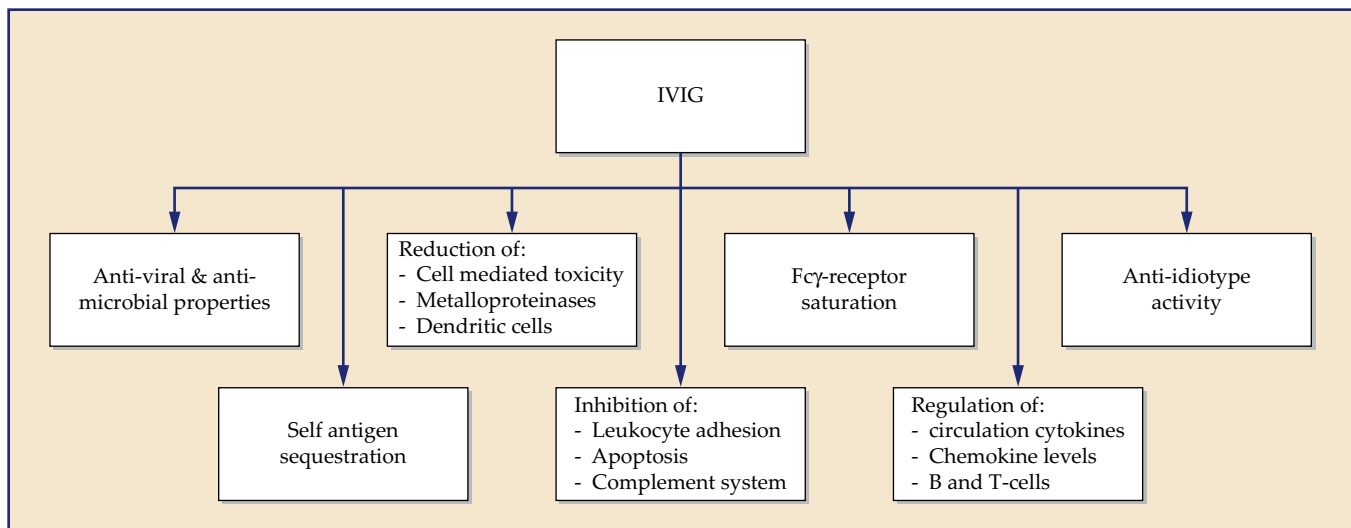 IVIG
Anti-viral & anti-
microbial properties
Reduction of:
- Cell mediated toxicity
- Metalloproteinases
- Dendritic cells
Fcγ-receptor
saturation
Anti-idiotype
activity
Self antigen
sequestration
Inhibition of:
- Leukocyte adhesion
- Apoptosis
- Complement system
Regulation of:
- circulation cytokines
- Chemokine levels
- B and T-cells